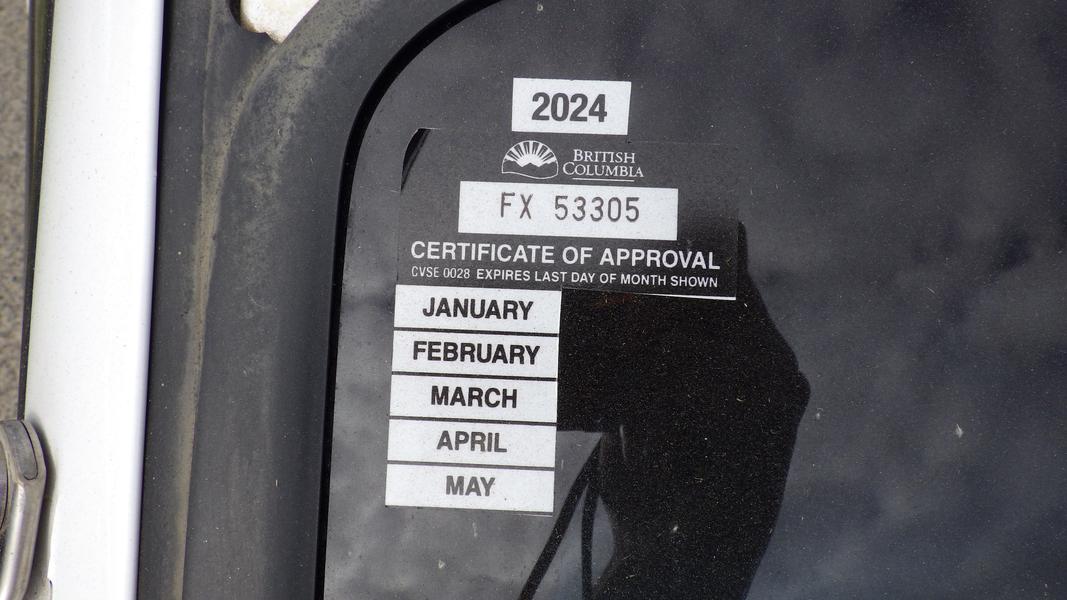 2024
BRITISH
COLUMBIA
FX 53305
CERTIFICATE OF APPROVAL
CVSE 0028 EXPIRES LAST DAY OF MONTH SHOWN
JANUARY
FEBRUARY
MARCH
APRIL
MAY